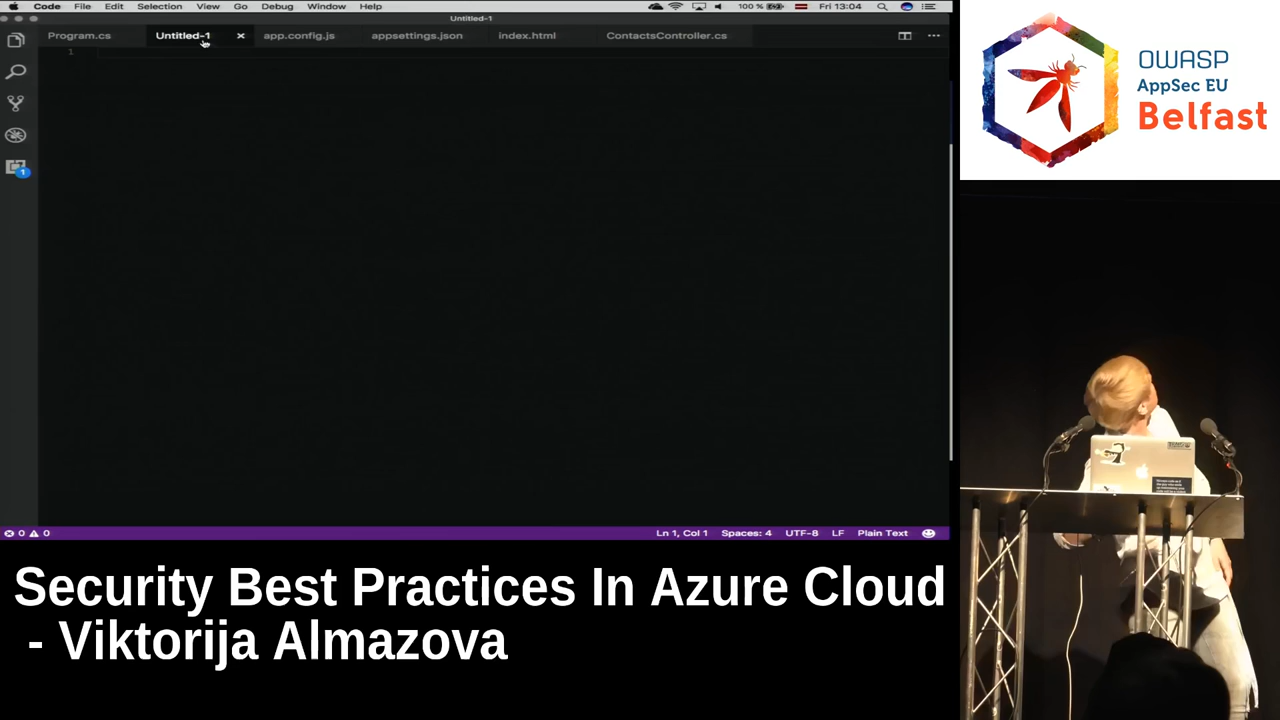 Code File Edit Selection View Go Debug Window Help 100 % Fri 13:04
Untitled-1
Program.cs Untitled-1 app.config.js appsettings.json index.html ContactsController.cs
1
1
0 0 Ln 1, Col 1 Spaces: 4 UTF-8 LF Plain Text
OWASP
AppSec EU
Belfast
Security Best Practices In Azure Cloud
- Viktorija Almazova